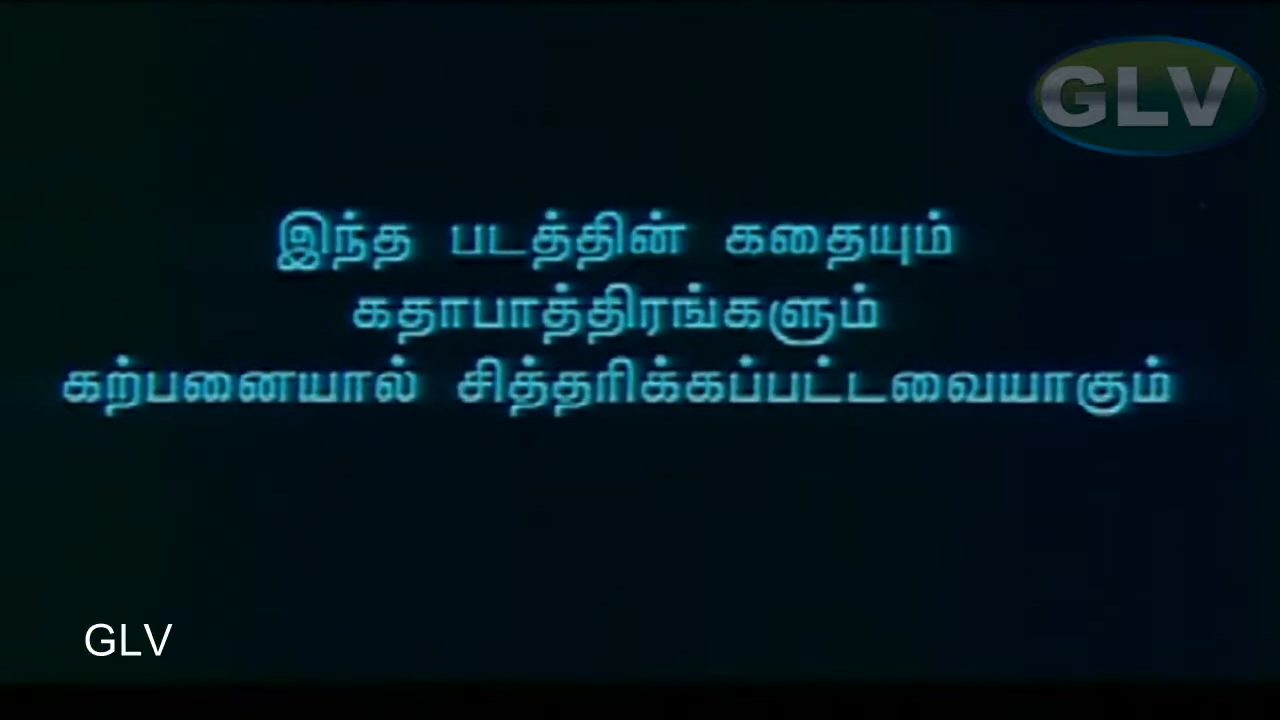 GLV
இந்த படத்தின் கதையும்
கதாபாத்திரங்களும்
கற்பனையால் சித்தரிக்கப்பட்டவையாகும்
GLV